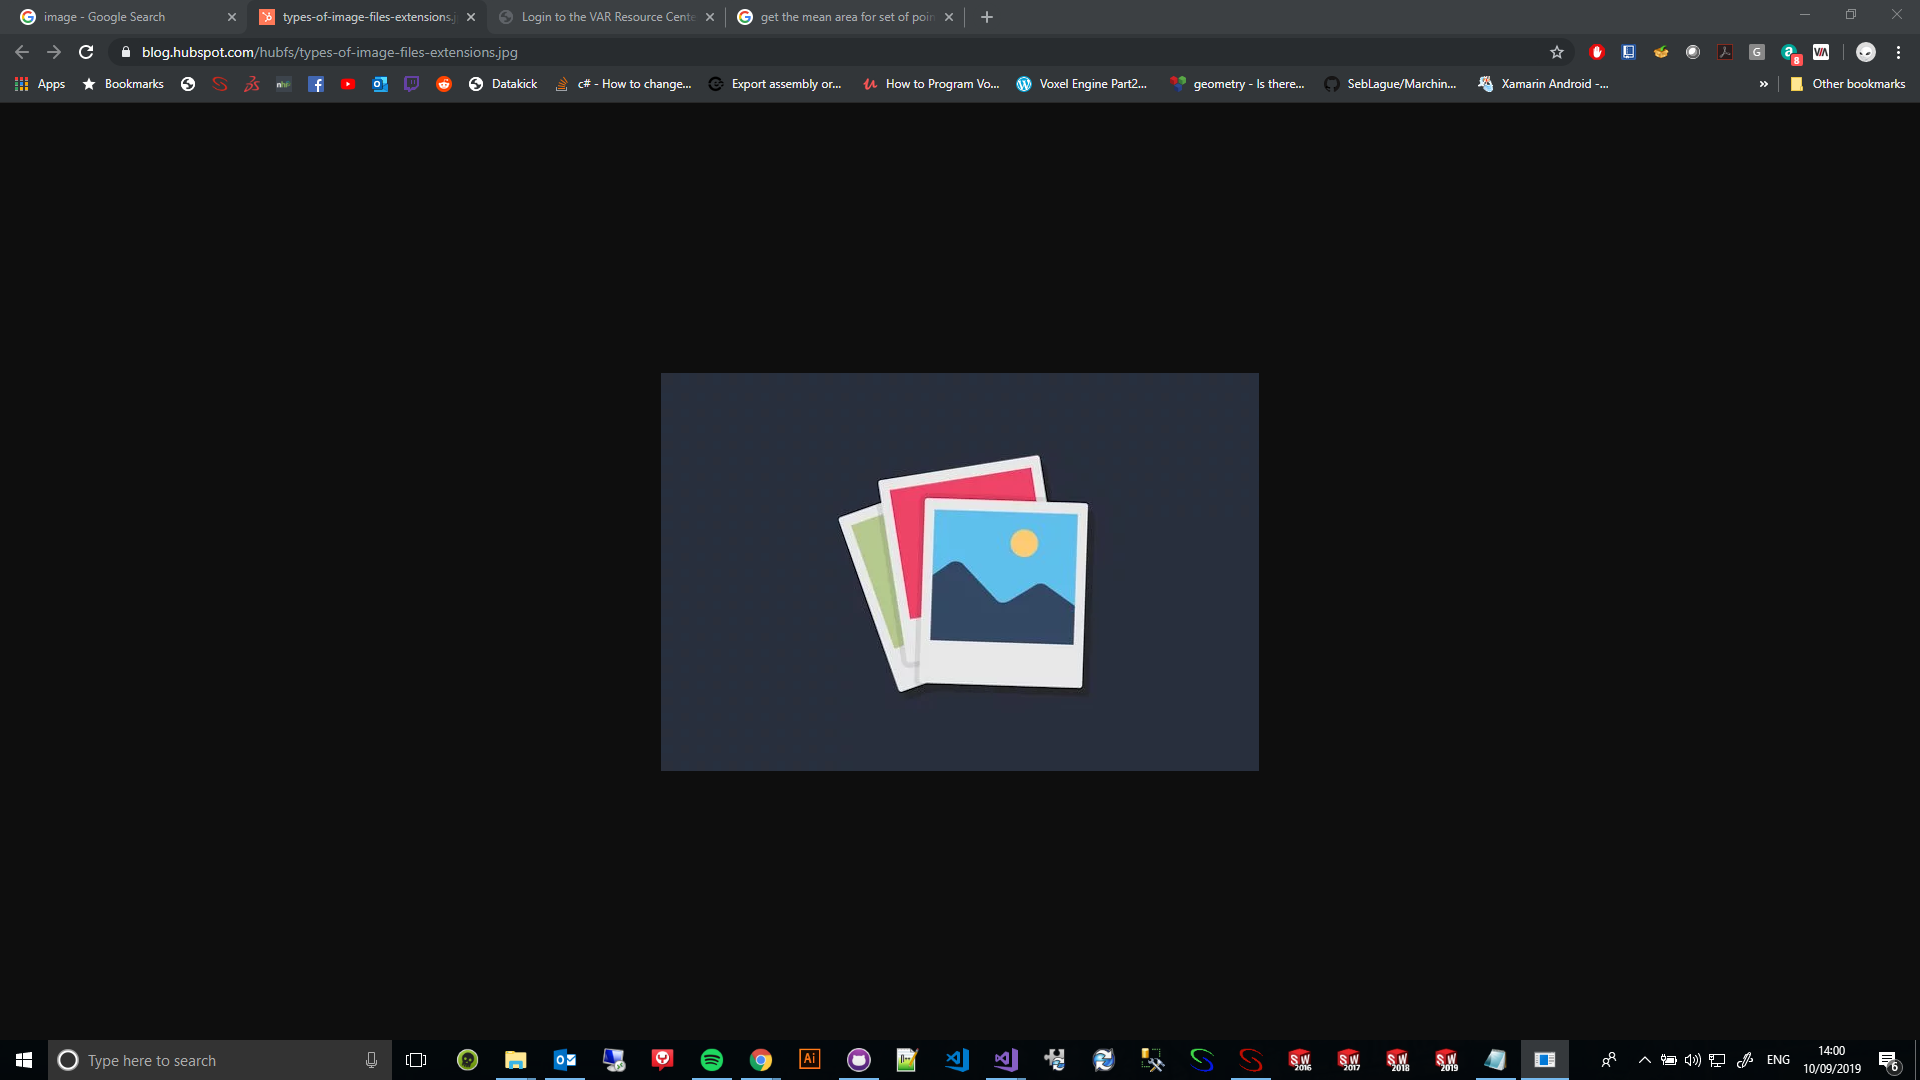 image - Google Search
types-of-image-files-extensions.j
Login to the VAR Resource Cente
get the mean area for set of poin
blog.hubspot.com/hubfs/types-of-image-files-extensions.jpg
8
Apps
Bookmarks
Datakick
c# - How to change...
Export assembly or...
How to Program Vo...
Voxel Engine Part2...
geometry - Is there...
SebLague/Marchin...
Xamarin Android -...
»
Other bookmarks
Type here to search
Ai
SW 2016
SW 2017
SW 2018
SW 2019
ENG
14:00
10/09/2019
6